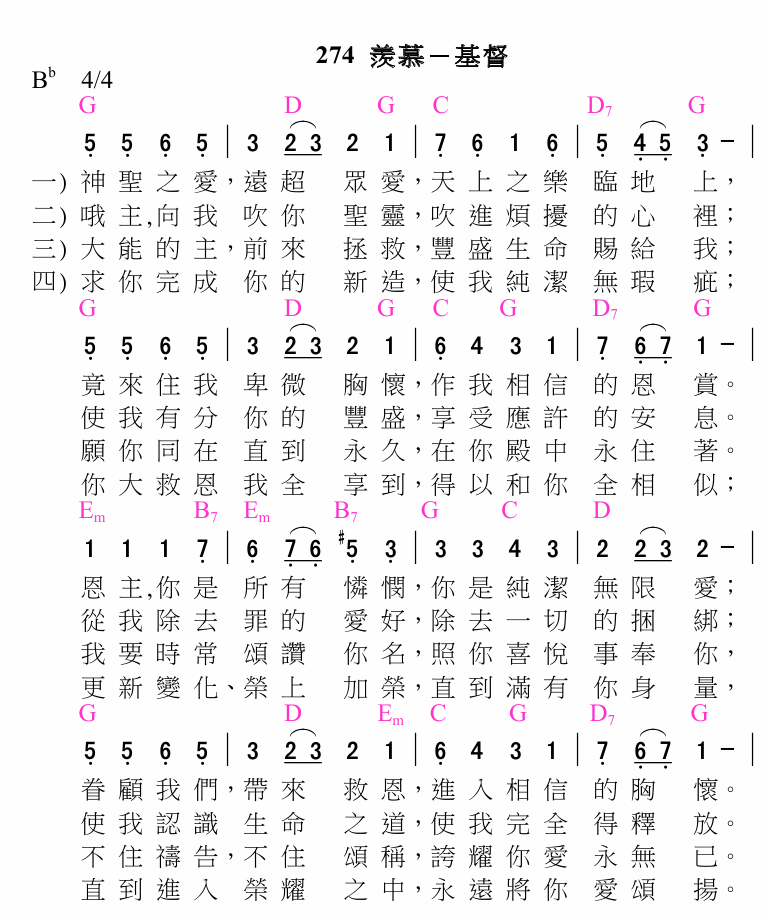 274 羨慕－基督
B♭ 4/4
G D G C D7 G
5̣ 5̣ 6̣ 5̣ | 3 2 3 2 1 | 7̣ 6̣ 1 6̣ | 5̣ 4̣ 5̣ 3̣ – |
一) 神聖之愛，遠超 眾愛，天上之樂 臨地 上，
二) 哦主,向我 吹你 聖靈，吹進煩擾 的心 裡；
三) 大能的主，前來 拯救，豐盛生命 賜給 我；
四) 求你完成 你的 新造，使我純潔 無瑕 疵；
G D G C G D7 G
5̣ 5̣ 6̣ 5̣ | 3 2 3 2 1 | 6̣ 4 3 1 | 7̣ 6̣ 7̣ 1 – |
竟來住我 卑微 胸懷，作我相信 的恩 賞。
使我有分 你的 豐盛，享受應許 的安 息。
願你同在 直到 永久，在你殿中 永住 著。
你大救恩 我全 享到，得以和你 全相 似；
Em B7 Em B7 G C D
1 1 1 7̣ | 6̣ 7̣ 6̣ #5̣ 3̣ | 3 3 4 3 | 2 2 3 2 – |
恩主,你是 所有 憐憫，你是純潔 無限 愛；
從我除去 罪的 愛好，除去一切 的捆 綁；
我要時常 頌讚 你名，照你喜悅 事奉 你，
更新變化、榮上 加榮，直到滿有 你身 量，
G D Em C G D7 G
5̣ 5̣ 6̣ 5̣ | 3 2 3 2 1 | 6̣ 4 3 1 | 7̣ 6̣ 7̣ 1 – |
眷顧我們，帶來 救恩，進入相信 的胸 懷。
使我認識 生命 之道，使我完全 得釋 放。
不住禱告，不住 頌稱，誇耀你愛 永無 已。
直到進入 榮耀 之中，永遠將你 愛頌 揚。